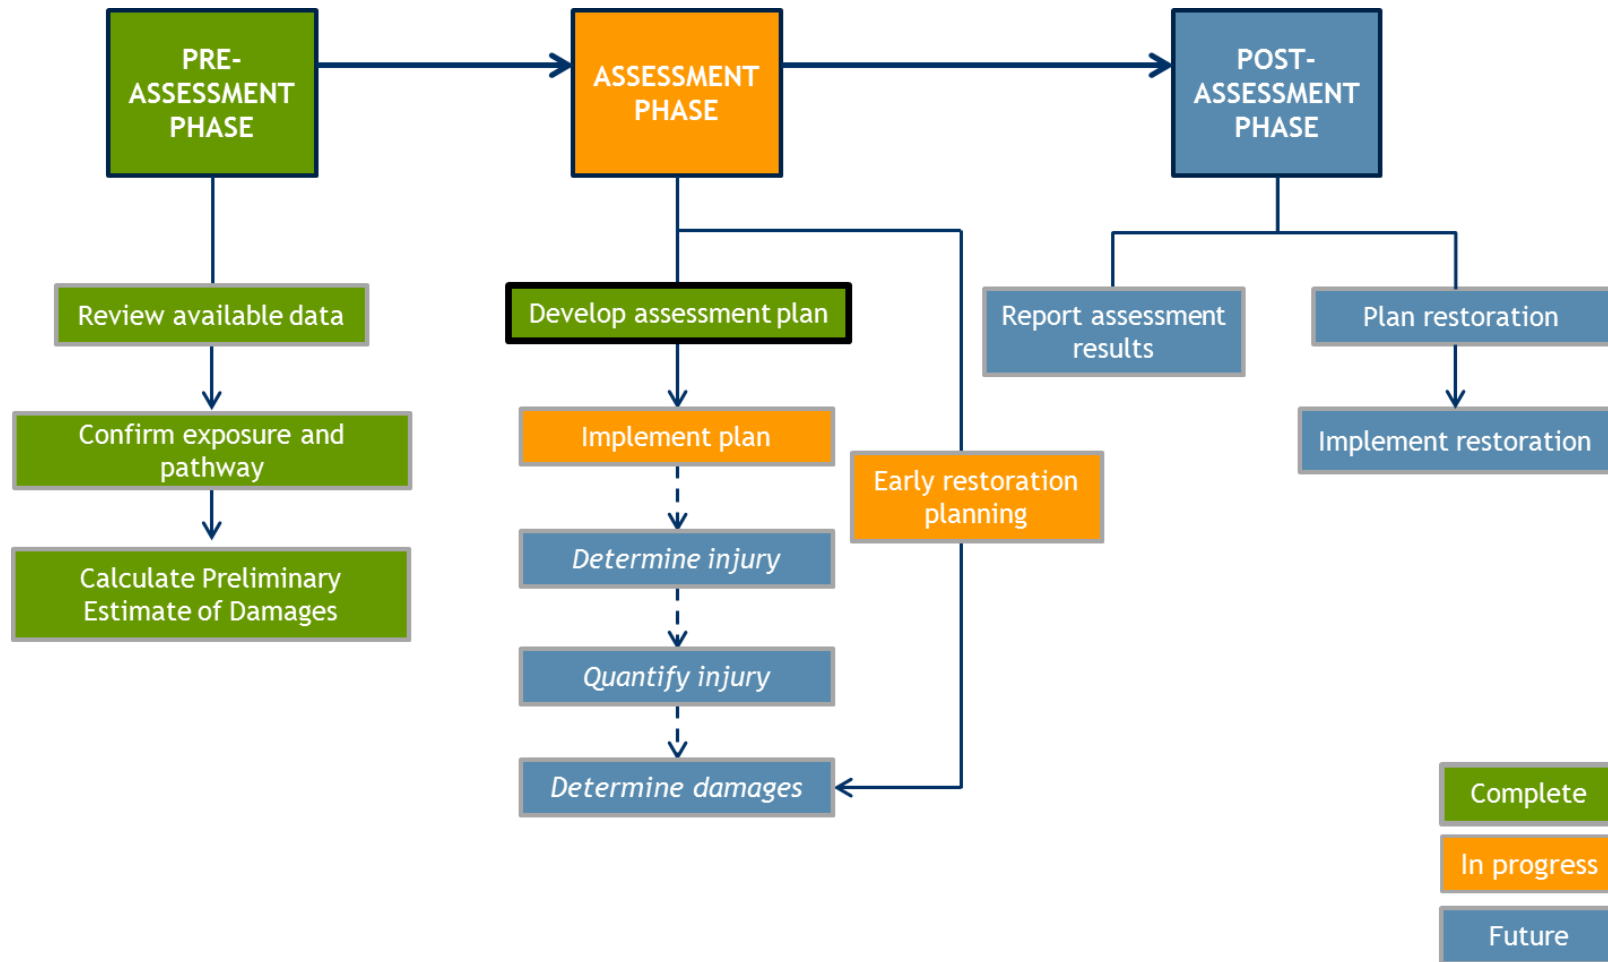 PRE-
ASSESSMENT
PHASE
ASSESSMENT
PHASE
POST-
ASSESSMENT
PHASE
Review available data
Confirm exposure and
pathway
Calculate Preliminary
Estimate of Damages
Develop assessment plan
Implement plan
Determine injury
Quantify injury
Determine damages
Early restoration
planning
Report assessment
results
Plan restoration
Implement restoration
Complete
In progress
Future